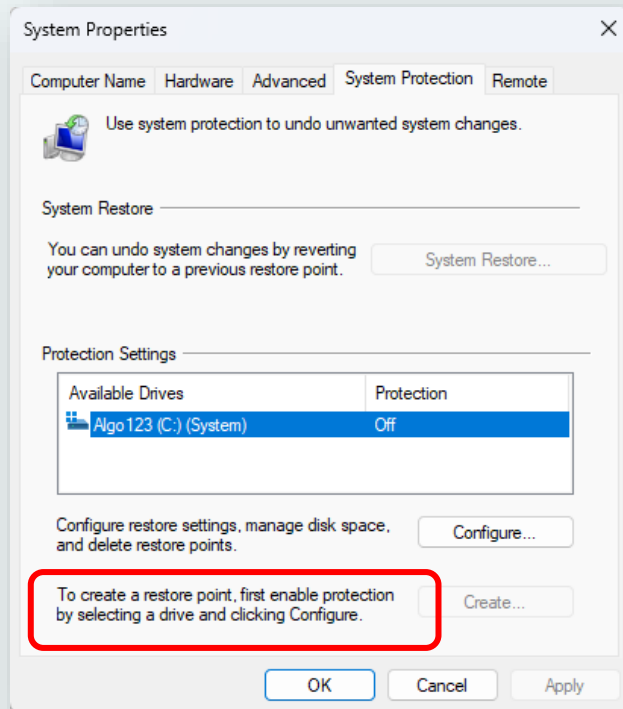 System Properties
Computer Name
Hardware
Advanced
System Protection
Remote
Use system protection to undo unwanted system changes.
System Restore
You can undo system changes by reverting
your computer to a previous restore point.
System Restore...
Protection Settings
Available Drives
Protection
Algo123 (C:) (System)
Off
Configure restore settings, manage disk space,
and delete restore points.
Configure...
To create a restore point, first enable protection
by selecting a drive and clicking Configure.
Create...
OK
Cancel
Apply